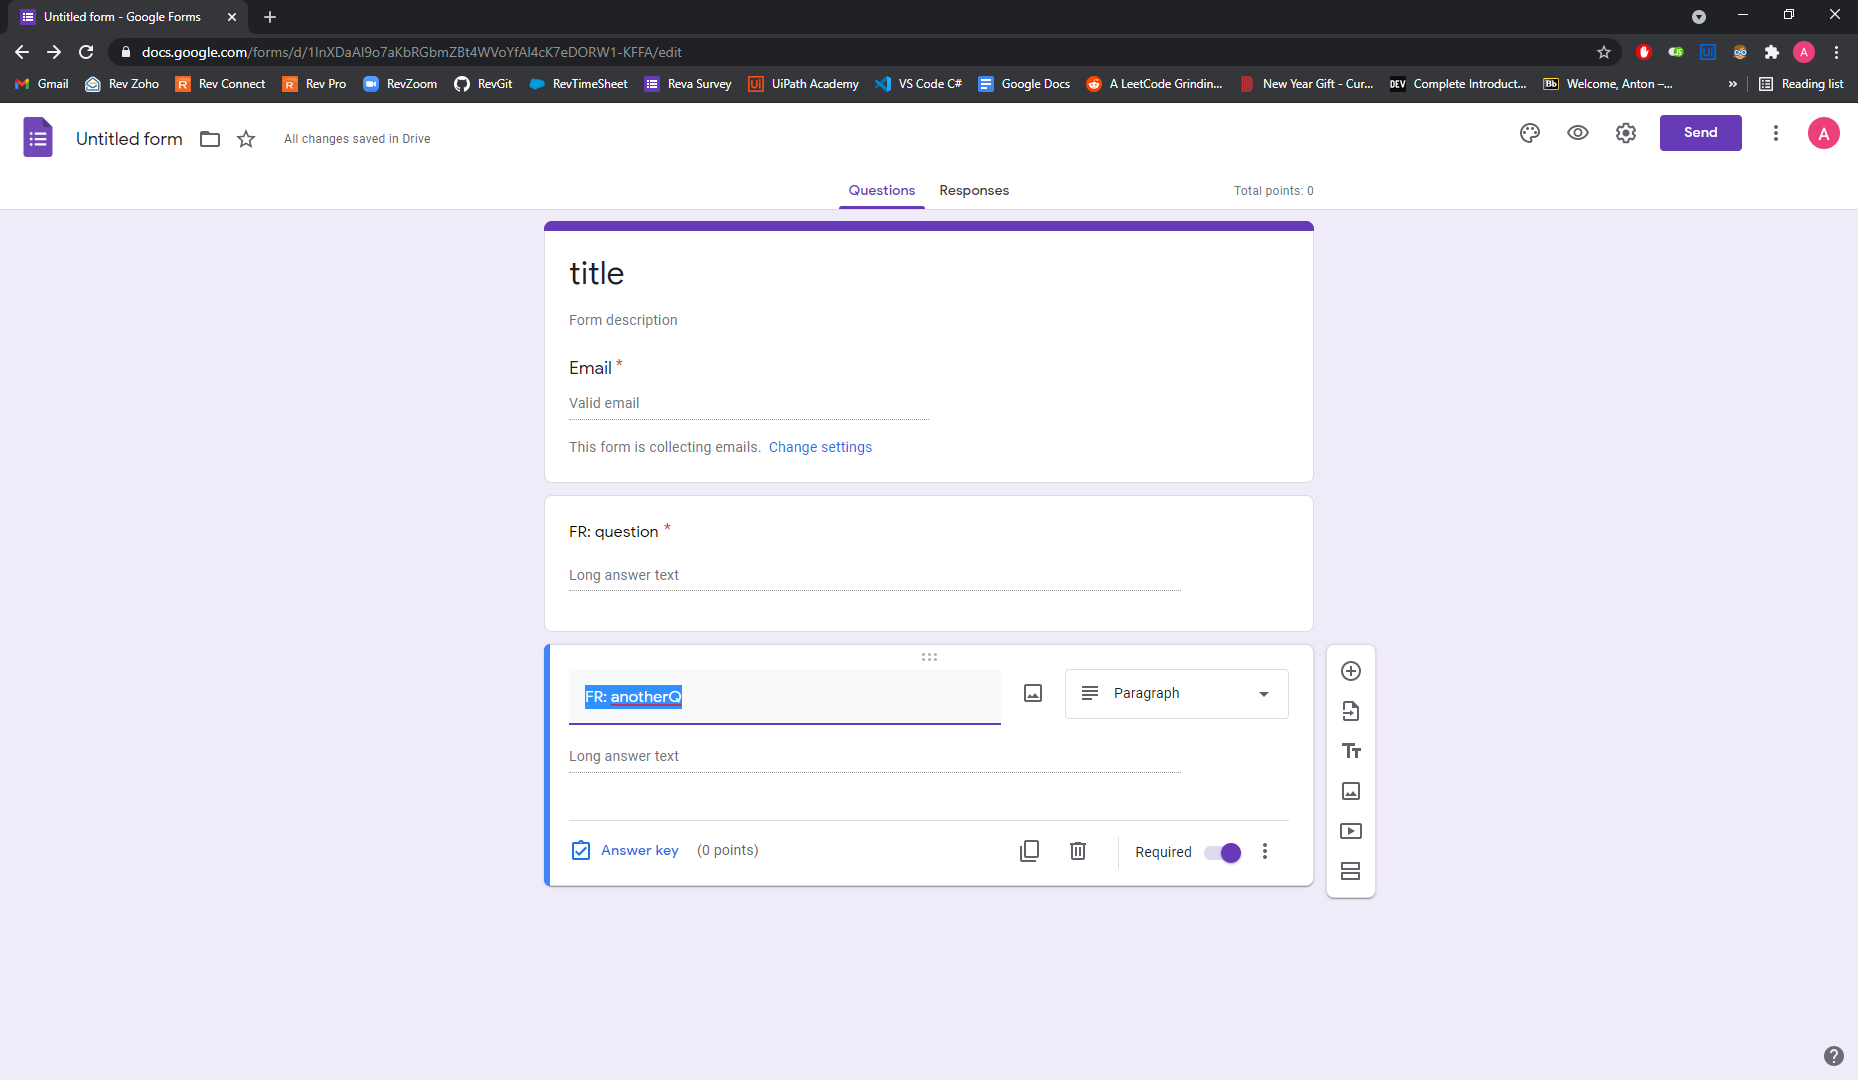 Untitled form - Google Forms
docs.google.com/forms/d/1InXDaAl9o7aKbRGbmZBt4WVoYfAl4cK7eDORW1-KFFA/edit
Gmail Rev Zoho Rev Connect Rev Pro RevZoom RevGit RevTimeSheet Reva Survey UiPath Academy VS Code C# Google Docs A LeetCode Grindin... New Year Gift - Cur... DEV Complete Introduct... Bb Welcome, Anton –... » Reading list
Untitled form All changes saved in Drive Send A
Questions Responses Total points: 0
title
Form description
Email *
Valid email
This form is collecting emails. Change settings
FR: question *
Long answer text
FR: anotherQ Paragraph
Long answer text
Answer key (0 points) Required